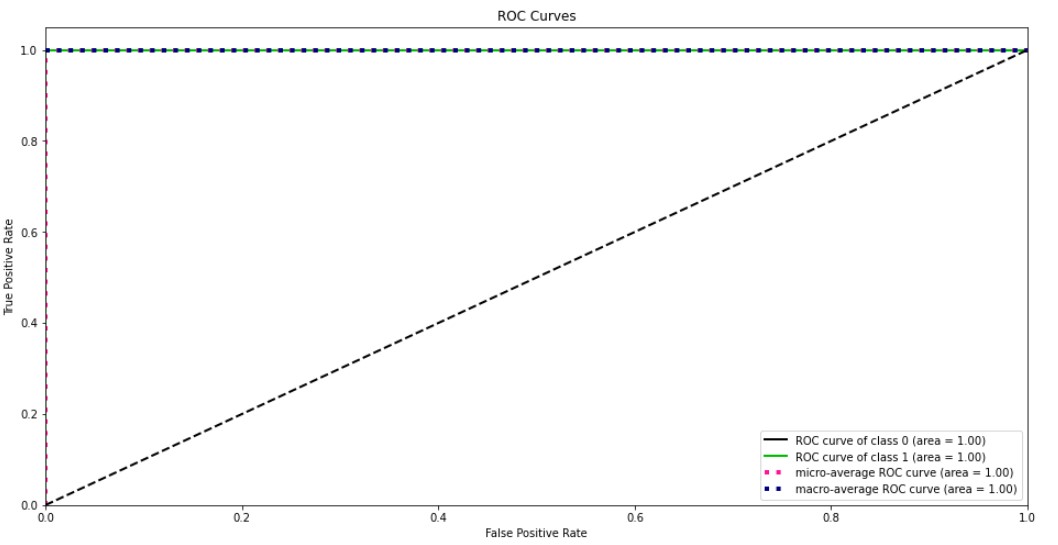 ROC Curves
1.0
0.8
0.6
0.4
0.2
0.0
True Positive Rate
0.0 0.2 0.4 0.6 0.8 1.0
False Positive Rate
ROC curve of class 0 (area = 1.00)
ROC curve of class 1 (area = 1.00)
micro-average ROC curve (area = 1.00)
macro-average ROC curve (area = 1.00)